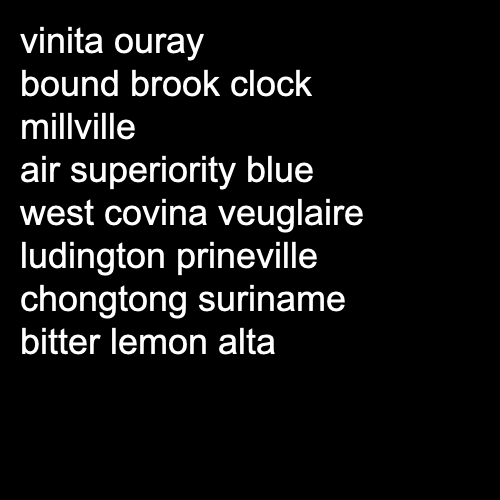 vinita ouray
bound brook clock
millville
air superiority blue
west covina veuglaire
ludington prineville
chongtong suriname
bitter lemon alta